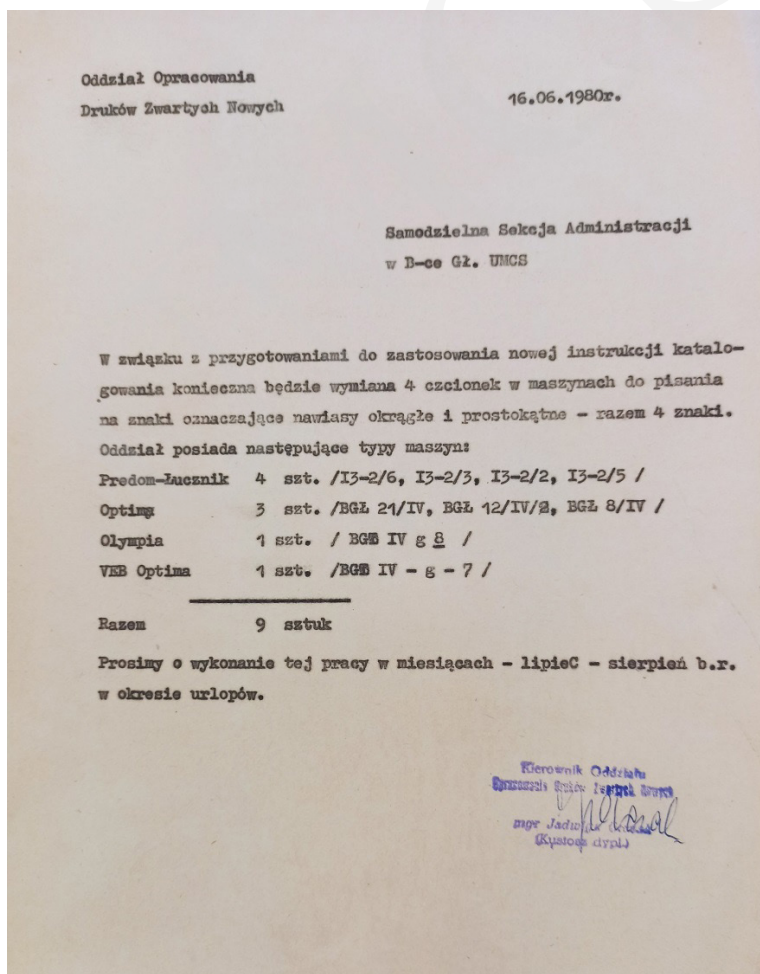 Oddział Opracowania
Druków Zwartych Nowych
16.06.1980r.
Samodzielna Sekcja Administracji
w B-ce Gł. UMCS
W związku z przygotowaniami do zastosowania nowej instrukcji katalo-
gowania konieczna będzie wymiana 4 czcionek w maszynach do pisania
na znaki oznaczające nawiasy okrągłe i prostokątne - razem 4 znaki.
Oddział posiada następujące typy maszyn:
Predom-Łucznik 4 szt. /I3-2/6, I3-2/3, I3-2/2, I3-2/5 /
Optima 3 szt. /BGŁ 21/IV, BGŁ 12/IV/2, BGŁ 8/IV /
Olympia 1 szt. / BGŁ IV g 8 /
VEB Optima 1 szt. /BGŁ IV - g - 7 /
Razem 9 sztuk
Prosimy o wykonanie tej pracy w miesiącach - lipieC - sierpień b.r.
w okresie urlopów.
Kierownik Oddziału
Opracowania Druków Zwartych Nowych
mgr
(Kustosz dypl.)